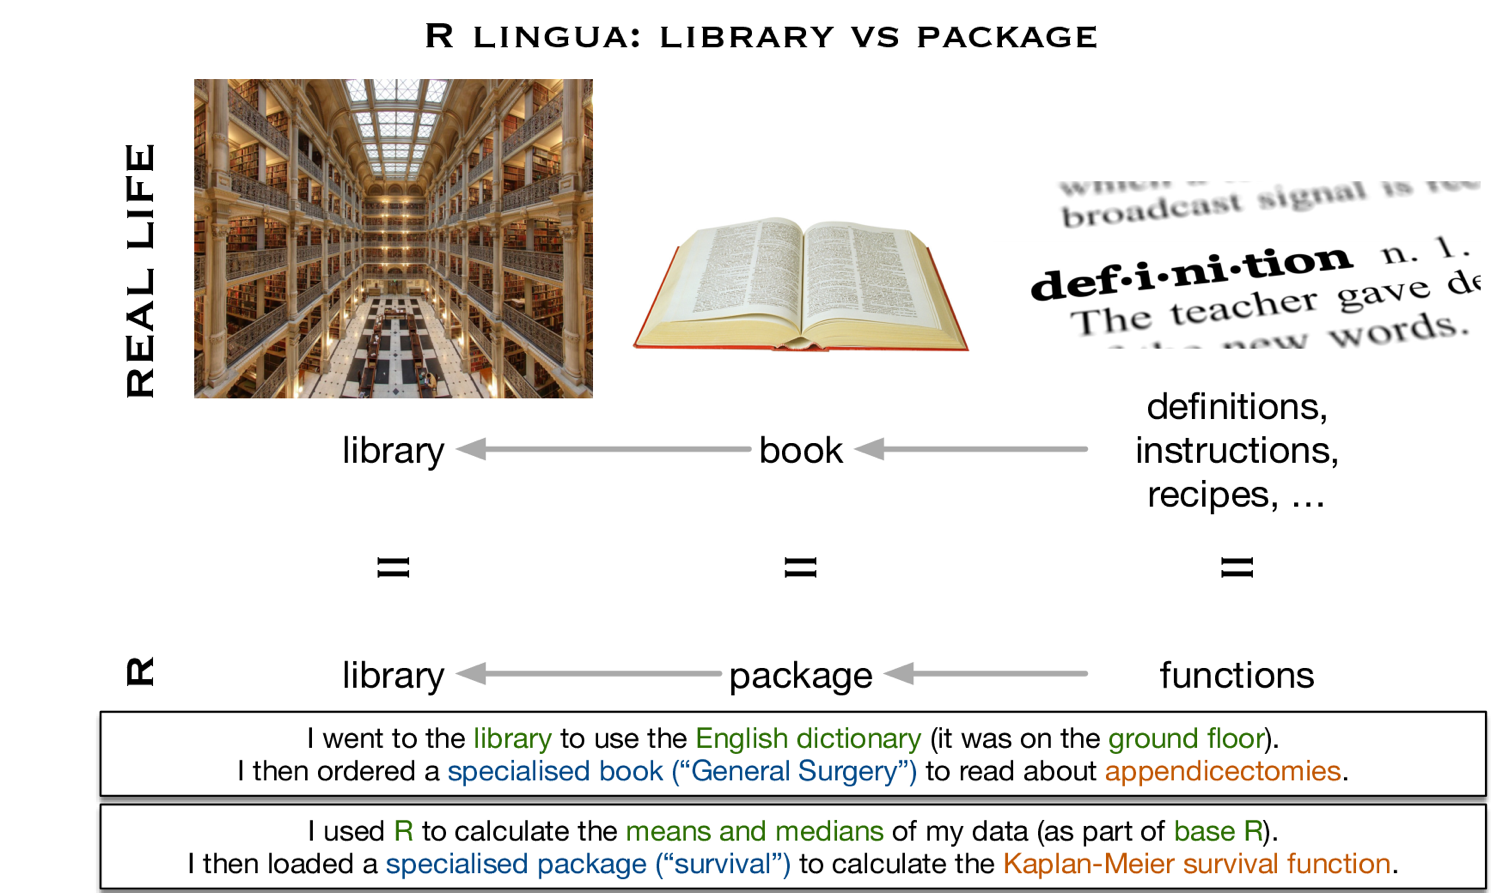 R LINGUA: LIBRARY VS PACKAGE
REAL LIFE
broadcast signal is
def·i·ni·tion n. 1.
The teacher gave
new words.
definitions,
library book instructions,
recipes, …
= = =
R
library package functions
I went to the library to use the English dictionary (it was on the ground floor).
I then ordered a specialised book (“General Surgery”) to read about appendicectomies.
I used R to calculate the means and medians of my data (as part of base R).
I then loaded a specialised package (“survival”) to calculate the Kaplan-Meier survival function.